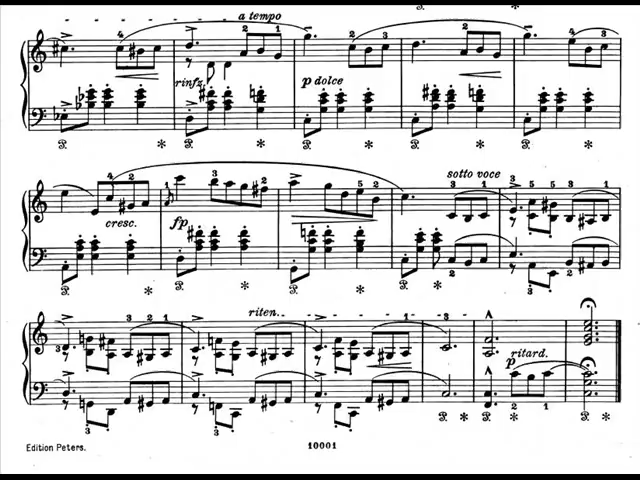 a tempo
rinfz.
p dolce
cresc.
fp
sotto voce
riten.
p ritard.
Edition Peters.
10001